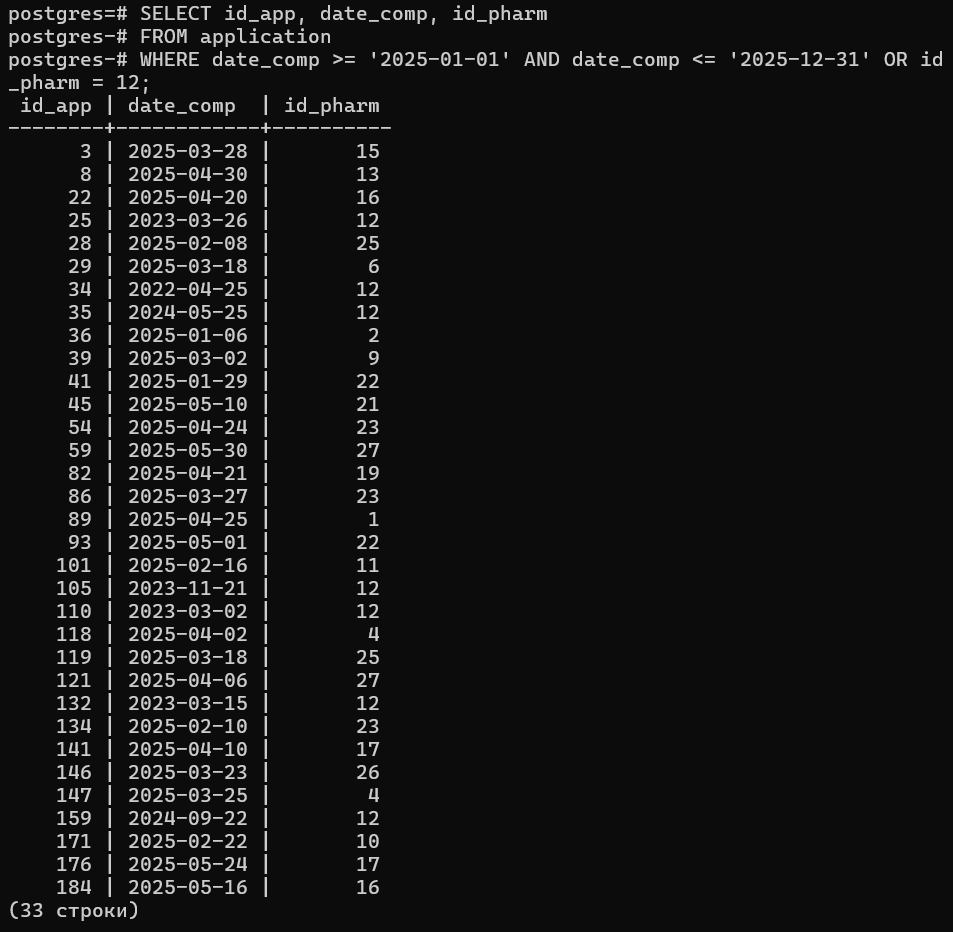 postgres=# SELECT id_app, date_comp, id_pharm
postgres-# FROM application
postgres-# WHERE date_comp >= '2025-01-01' AND date_comp <= '2025-12-31' OR id
_pharm = 12;
 id_app | date_comp  | id_pharm
--------+------------+----------
      3 | 2025-03-28 |       15
      8 | 2025-04-30 |       13
     22 | 2025-04-20 |       16
     25 | 2023-03-26 |       12
     28 | 2025-02-08 |       25
     29 | 2025-03-18 |        6
     34 | 2022-04-25 |       12
     35 | 2024-05-25 |       12
     36 | 2025-01-06 |        2
     39 | 2025-03-02 |        9
     41 | 2025-01-29 |       22
     45 | 2025-05-10 |       21
     54 | 2025-04-24 |       23
     59 | 2025-05-30 |       27
     82 | 2025-04-21 |       19
     86 | 2025-03-27 |       23
     89 | 2025-04-25 |        1
     93 | 2025-05-01 |       22
    101 | 2025-02-16 |       11
    105 | 2023-11-21 |       12
    110 | 2023-03-02 |       12
    118 | 2025-04-02 |        4
    119 | 2025-03-18 |       25
    121 | 2025-04-06 |       27
    132 | 2023-03-15 |       12
    134 | 2025-02-10 |       23
    141 | 2025-04-10 |       17
    146 | 2025-03-23 |       26
    147 | 2025-03-25 |        4
    159 | 2024-09-22 |       12
    171 | 2025-02-22 |       10
    176 | 2025-05-24 |       17
    184 | 2025-05-16 |       16
(33 строки)